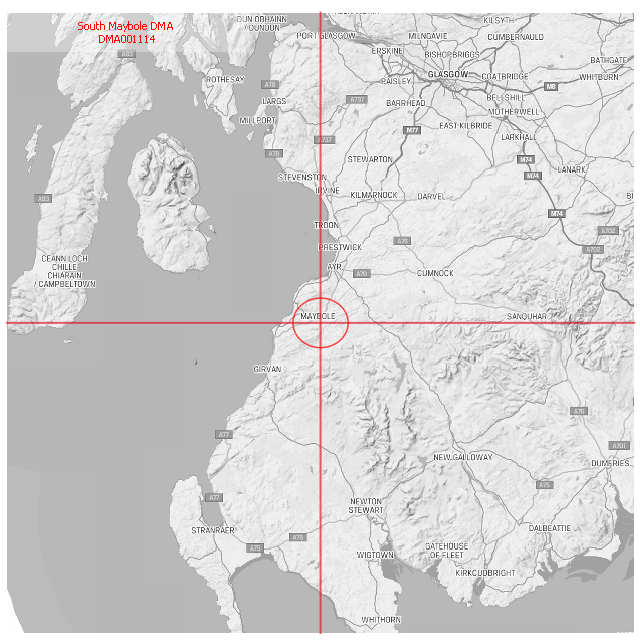 South Maybole DMA
DMA001114
DUN OBHAINN
/ DUNOON
PORT GLASGOW
KILSYTH
MILNGAVIE
CUMBERNAULD
ERSKINE
BISHOPBRIGGS
A83
BATHGATE
ROTHESAY
GLASGOW
COATBRIDGE
WHITBURN
A78
PAISLEY
M8
LARGS
A737
BARRHEAD
BELLSHILL
MOTHERWELL
MILLPORT
M77
EAST KILBRIDE
A737
LARKHALL
A78
STEWARTON
M74
LANARK
STEVENSTON
M74
IRVINE
KILMARNOCK
DARVEL
A83
M74
TROON
A702
PRESTWICK
A76
A702
CEANN LOCH
CHILLE
CHIARAIN
/ CAMPBELTOWN
AYR
A70
CUMNOCK
MAYBOLE
SANQUHAR
GIRVAN
A76
A77
A701
NEW GALLOWAY
DUMFRIES
A75
A77
NEWTON
STEWART
STRANRAER
DALBEATTIE
A75
A75
WIGTOWN
GATEHOUSE
OF FLEET
KIRKCUDBRIGHT
WHITHORN